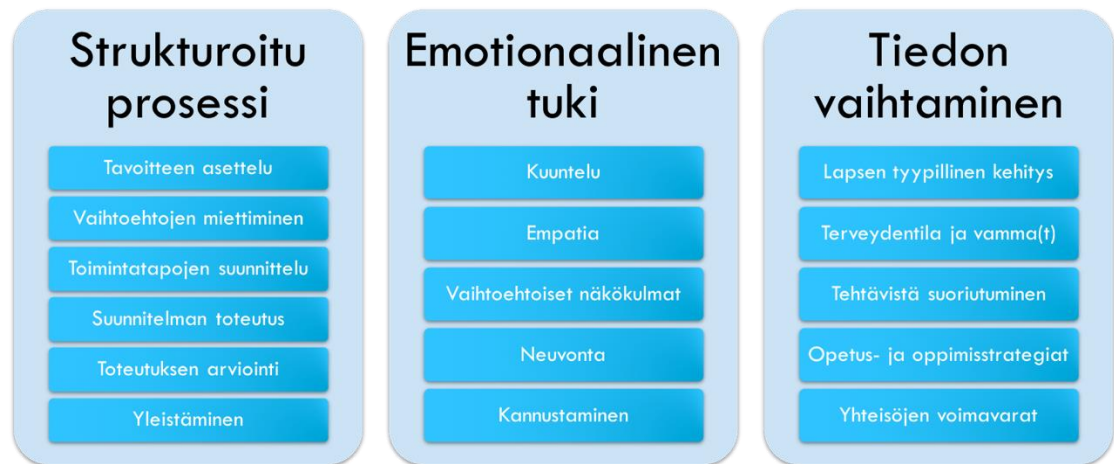 Strukturoitu
prosessi
Tavoitteen asettelu
Vaihtoehtojen miettiminen
Toimintatapojen suunnittelu
Suunnitelman toteutus
Toteutuksen arviointi
Yleistäminen
Emotionaalinen
tuki
Kuuntelu
Empatia
Vaihtoehtoiset näkökulmat
Neuvonta
Kannustaminen
Tiedon
vaihtaminen
Lapsen tyypillinen kehitys
Terveydentila ja vamma(t)
Tehtävistä suoriutuminen
Opetus- ja oppimisstrategiat
Yhteisöjen voimavarat